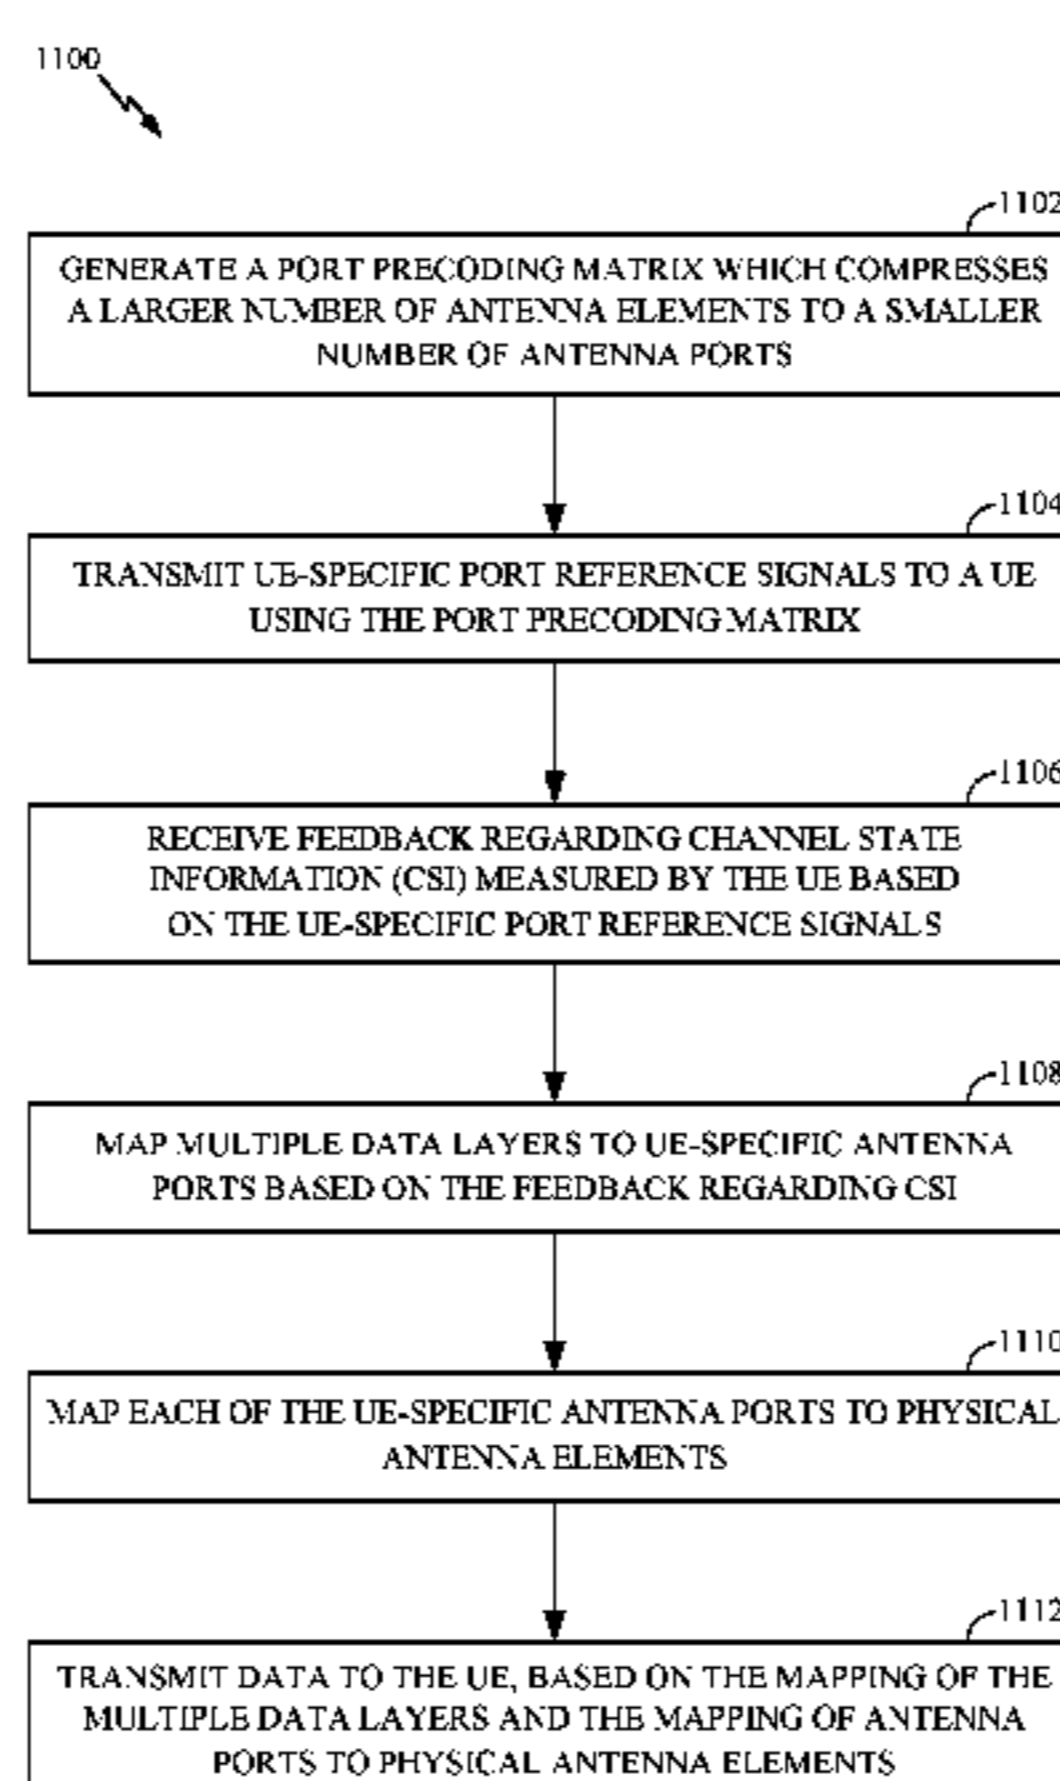 1100
1102
GENERATE A PORT PRECODING MATRIX WHICH COMPRESSES
A LARGER NUMBER OF ANTENNA ELEMENTS TO A SMALLER
NUMBER OF ANTENNA PORTS
1104
TRANSMIT UE-SPECIFIC PORT REFERENCE SIGNALS TO A UE
USING THE PORT PRECODING MATRIX
1106
RECEIVE FEEDBACK REGARDING CHANNEL STATE
INFORMATION (CSI) MEASURED BY THE UE BASED
ON THE UE-SPECIFIC PORT REFERENCE SIGNALS
1108
MAP MULTIPLE DATA LAYERS TO UE-SPECIFIC ANTENNA
PORTS BASED ON THE FEEDBACK REGARDING CSI
1110
MAP EACH OF THE UE-SPECIFIC ANTENNA PORTS TO PHYSICAL
ANTENNA ELEMENTS
1112
TRANSMIT DATA TO THE UE, BASED ON THE MAPPING OF THE
MULTIPLE DATA LAYERS AND THE MAPPING OF ANTENNA
PORTS TO PHYSICAL ANTENNA ELEMENTS